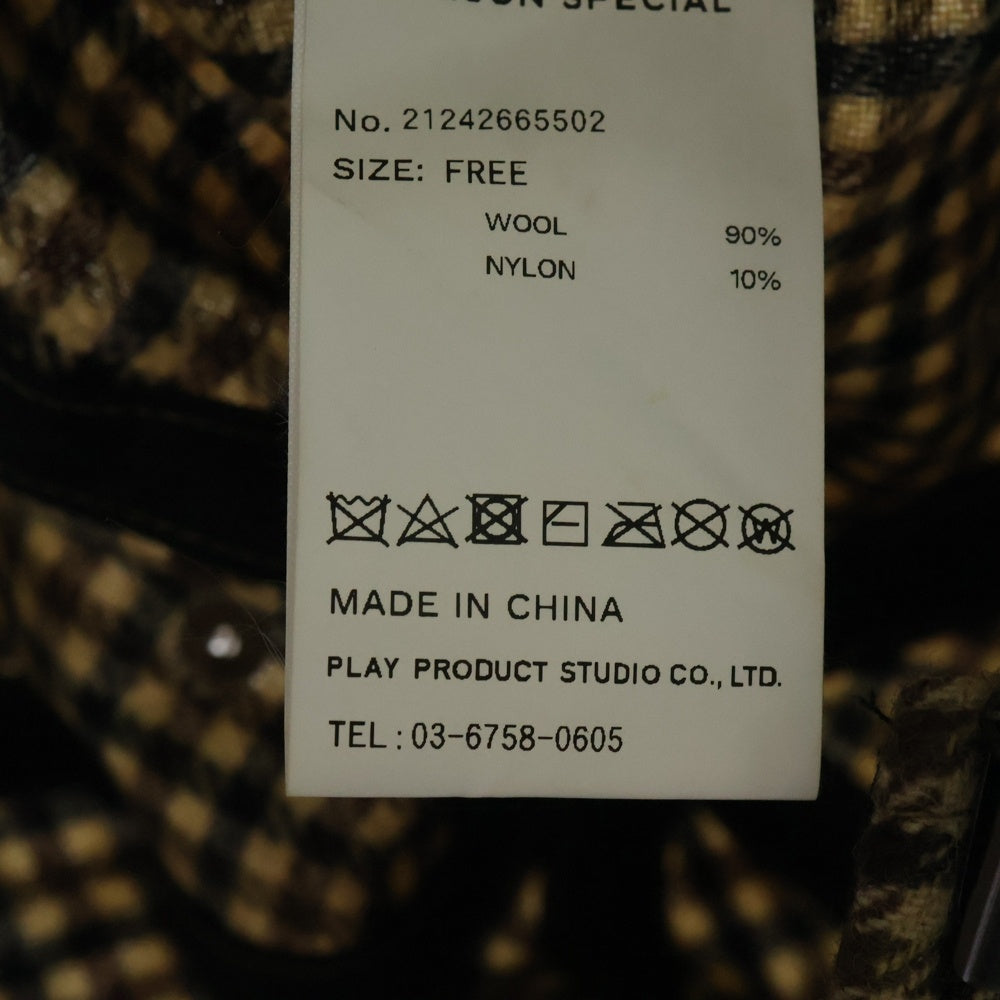 SPECIAL
No. 21242665502
SIZE: FREE
WOOL 90%
NYLON 10%
MADE IN CHINA
PLAY PRODUCT STUDIO CO., LTD.
TEL : 03-6758-0605